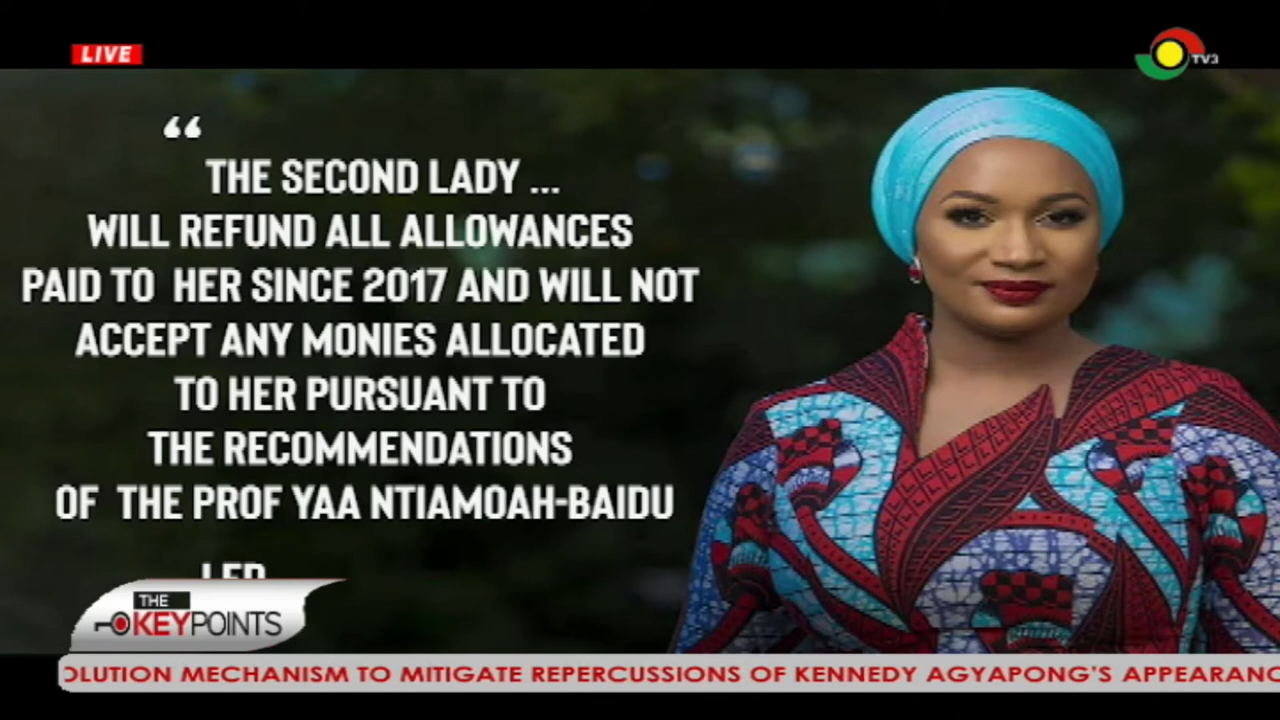 LIVE
TV3
“
THE SECOND LADY ...
WILL REFUND ALL ALLOWANCES
PAID TO HER SINCE 2017 AND WILL NOT
ACCEPT ANY MONIES ALLOCATED
TO HER PURSUANT TO
THE RECOMMENDATIONS
OF THE PROF YAA NTIAMOAH-BAIDU
LED
THE
KEYPOINTS
OLUTION MECHANISM TO MITIGATE REPERCUSSIONS OF KENNEDY AGYAPONG'S APPEARANC